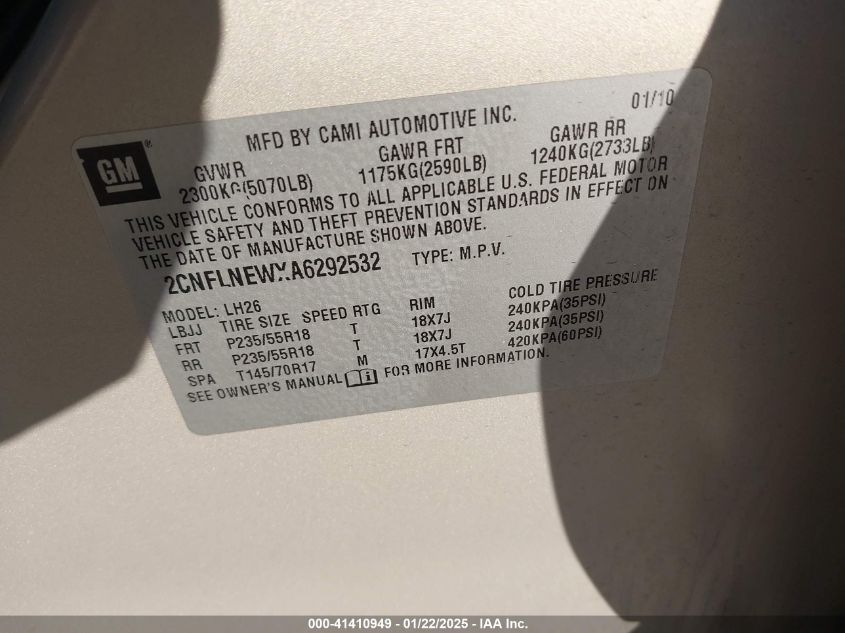 01/10
MFD BY CAMI AUTOMOTIVE INC.
GM ®
GVWR GAWR FRT GAWR RR
2300KG(5070LB) 1175KG(2590LB) 1240KG(2733LB)
THIS VEHICLE CONFORMS TO ALL APPLICABLE U.S. FEDERAL MOTOR
VEHICLE SAFETY AND THEFT PREVENTION STANDARDS IN EFFECT ON
THE DATE OF MANUFACTURE SHOWN ABOVE.
2CNFLNEWXA6292532 TYPE: M.P.V.
MODEL: LH26
LBJJ TIRE SIZE SPEED RTG RIM COLD TIRE PRESSURE
FRT P235/55R18 T 18X7J 240KPA(35PSI)
RR P235/55R18 T 18X7J 240KPA(35PSI)
SPA T145/70R17 M 17X4.5T 420KPA(60PSI)
SEE OWNER'S MANUAL i FOR MORE INFORMATION.
000-41410949 - 01/22/2025 - IAA Inc.